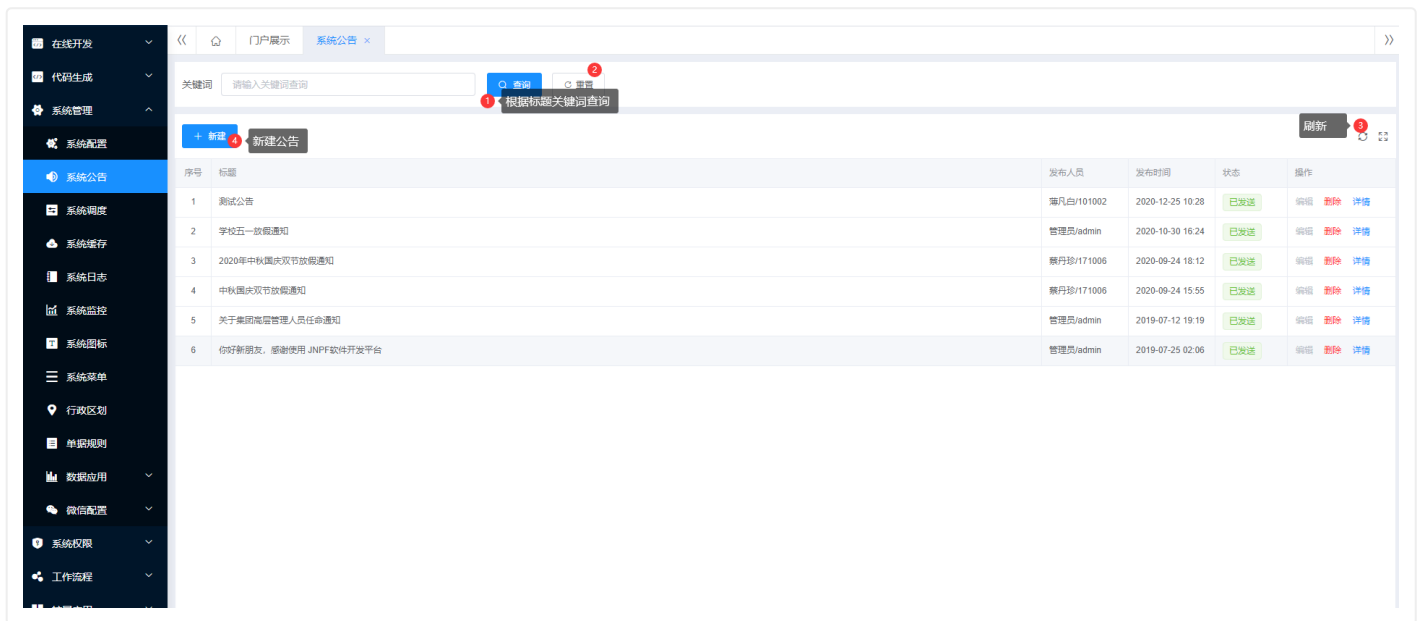 在线开发
代码生成
系统管理
系统配置
系统公告
系统调度
系统缓存
系统日志
系统监控
系统图标
系统菜单
行政区划
单据规则
数据应用
微信配置
系统权限
工作流程
门户展示 系统公告 ×
关键词 请输入关键词查询 查询 重置 2
1 根据标题关键词查询
+ 新建 4 新建公告 刷新 3
序号 标题 发布人员 发布时间 状态 操作
1 测试公告 薄凡白/101002 2020-12-25 10:28 已发送 编辑 删除 详情
2 学校五一放假通知 管理员/admin 2020-10-30 16:24 已发送 编辑 删除 详情
3 2020年中秋国庆双节放假通知 蔡丹珍/171006 2020-09-24 18:12 已发送 编辑 删除 详情
4 中秋国庆双节放假通知 蔡丹珍/171006 2020-09-24 15:55 已发送 编辑 删除 详情
5 关于集团高层管理人员任命通知 管理员/admin 2019-07-12 19:19 已发送 编辑 删除 详情
6 你好新朋友，感谢使用 JNPF软件开发平台 管理员/admin 2019-07-25 02:06 已发送 编辑 删除 详情